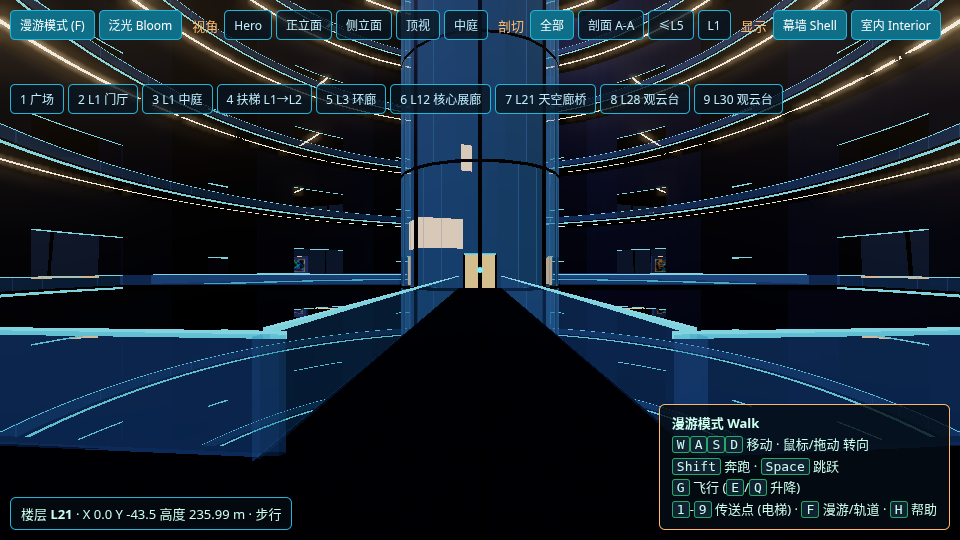 漫游模式 (F) 泛光 Bloom 视角 Hero 正立面 侧立面 顶视 中庭 剖切 全部 剖面 A-A ≤L5 L1 显示 幕墙 Shell 室内 Interior
1 广场 2 L1 门厅 3 L1 中庭 4 扶梯 L1→L2 5 L3 环廊 6 L12 核心展廊 7 L21 天空廊桥 8 L28 观云台 9 L30 观云台
漫游模式 Walk
W A S D 移动 · 鼠标/拖动 转向
Shift 奔跑 · Space 跳跃
G 飞行 (E/Q 升降)
1-9 传送点 (电梯) · F 漫游/轨道 · H 帮助
楼层 L21 · X 0.0 Y -43.5 高度 235.99 m · 步行